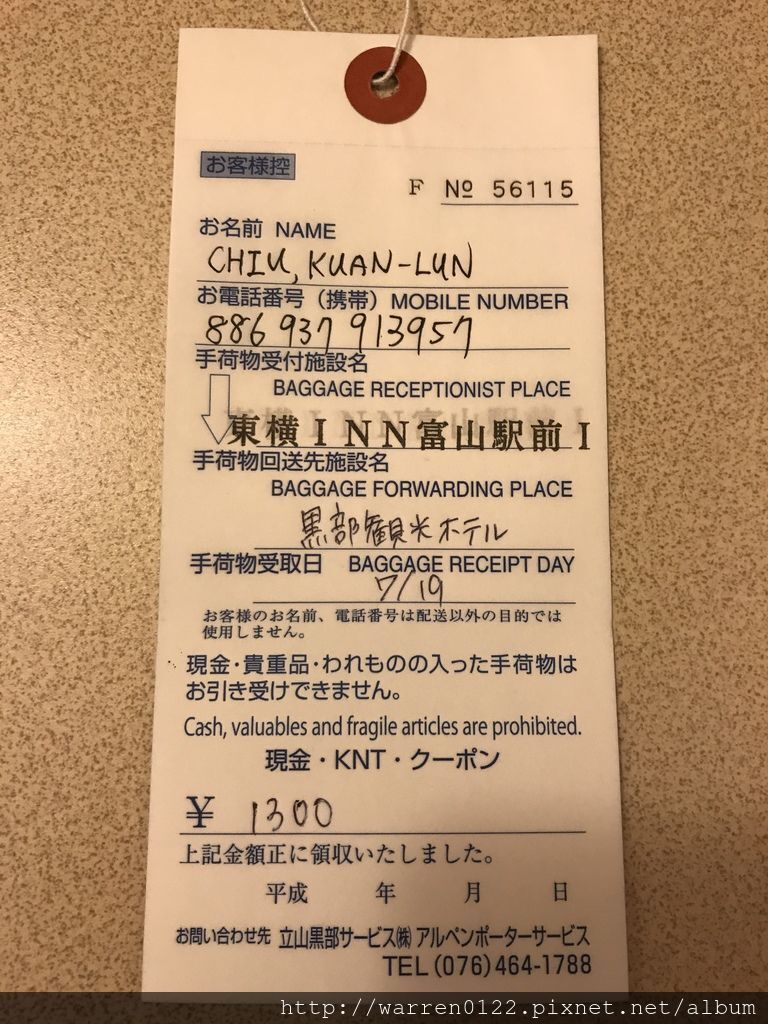 お客様控
F № 56115
お名前 NAME
CHIU, KUAN-LUN
お電話番号（携帯）MOBILE NUMBER
886 937 913957
手荷物受付施設名
BAGGAGE RECEPTIONIST PLACE
東横INN富山駅前I
手荷物回送先施設名
BAGGAGE FORWARDING PLACE
黒部観光ホテル
手荷物受取日 BAGGAGE RECEIPT DAY
7/19
お客様のお名前、電話番号は配送以外の目的では
使用しません。
現金・貴重品・われものの入った手荷物は
お引き受けできません。
Cash, valuables and fragile articles are prohibited.
現金・KNT・クーポン
¥ 1300
上記金額正に領収いたしました。
平成 年 月 日
お問い合わせ先 立山黒部サービス㈱ アルペンポーターサービス
TEL(076)464-1788
http://warren0122.pixnet.net/album